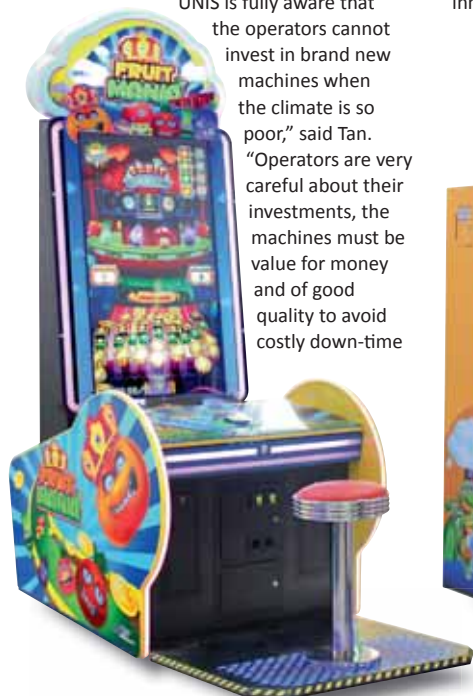 UNIS is fully aware that
the operators cannot
invest in brand new
machines when
the climate is so
poor,” said Tan.
“Operators are very
careful about their
investments, the
machines must be
value for money
and of good
quality to avoid
costly down-time
FRUIT
MANIA
FRUIT
MANIA